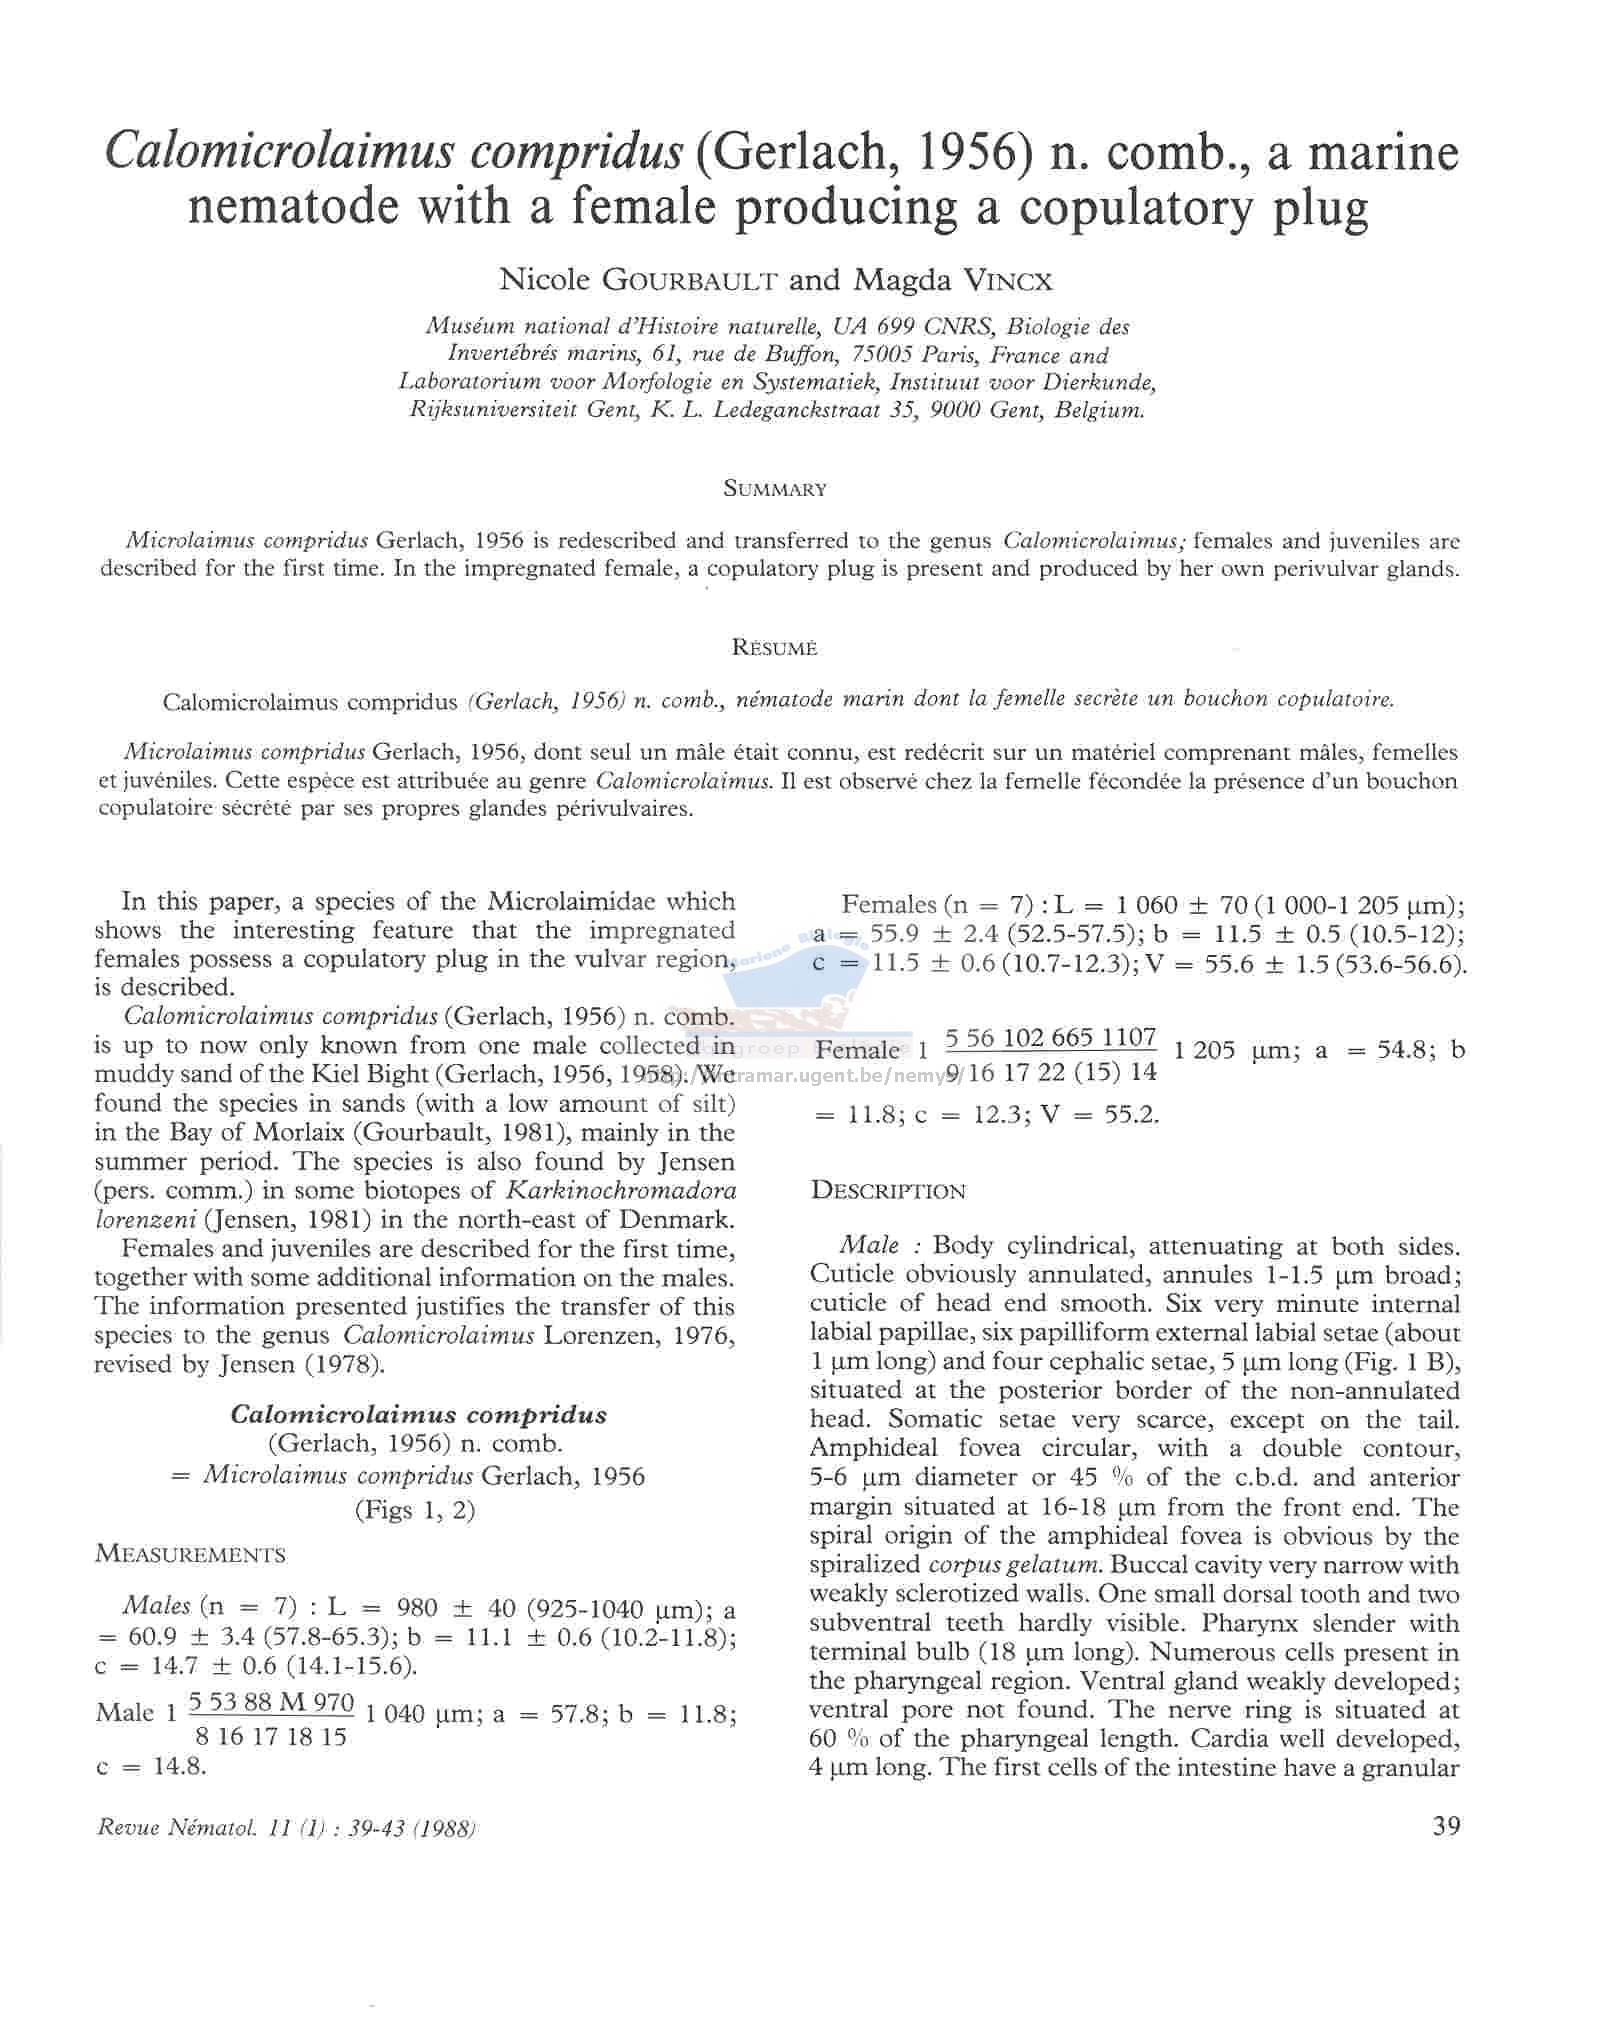 Calomicrolaimus compridus (Gerlach, 1956) n. comb., a marine
nematode with a female producing a copulatory plug
Nicole GOURBAULT and Magda VINCX
Muséum national d'Histoire naturelle, UA 699 CNRS, Biologie des
Invertébrés marins, 61, rue de Buffon, 75005 Paris, France and
Laboratorium voor Morfologie en Systematiek, Instituut voor Dierkunde,
Rijksuniversiteit Gent, K. L. Ledeganckstraat 35, 9000 Gent, Belgium.
SUMMARY
Microlaimus compridus Gerlach, 1956 is redescribed and transferred to the genus Calomicrolaimus; females and juveniles are
described for the first time. In the impregnated female, a copulatory plug is present and produced by her own perivulvar glands.
RÉSUMÉ
Calomicrolaimus compridus (Gerlach, 1956) n. comb., nématode marin dont la femelle secrète un bouchon copulatoire.
Microlaimus compridus Gerlach, 1956, dont seul un mâle était connu, est redécrit sur un matériel comprenant mâles, femelles
et juvéniles. Cette espèce est attribuée au genre Calomicrolaimus. Il est observé chez la femelle fécondée la présence d'un bouchon
copulatoire sécrété par ses propres glandes périvulvaires.
In this paper, a species of the Microlaimidae which
shows the interesting feature that the impregnated
females possess a copulatory plug in the vulvar region,
is described.
Calomicrolaimus compridus (Gerlach, 1956) n. comb.
is up to now only known from one male collected in
muddy sand of the Kiel Bight (Gerlach, 1956, 1958). We
found the species in sands (with a low amount of silt)
in the Bay of Morlaix (Gourbault, 1981), mainly in the
summer period. The species is also found by Jensen
(pers. comm.) in some biotopes of Karkinochromadora
lorenzeni (Jensen, 1981) in the north-east of Denmark.
Females and juveniles are described for the first time,
together with some additional information on the males.
The information presented justifies the transfer of this
species to the genus Calomicrolaimus Lorenzen, 1976,
revised by Jensen (1978).
Calomicrolaimus compridus
(Gerlach, 1956) n. comb.
= Microlaimus compridus Gerlach, 1956
(Figs 1, 2)
MEASUREMENTS
Males (n = 7) : L = 980 ± 40 (925-1040 µm); a
= 60.9 ± 3.4 (57.8-65.3); b = 11.1 ± 0.6 (10.2-11.8);
c = 14.7 ± 0.6 (14.1-15.6).
Male 1 5 53 88 M 970 1 040 µm; a = 57.8; b = 11.8;
8 16 17 18 15
c = 14.8.
Females (n = 7) : L = 1 060 ± 70 (1 000-1 205 µm);
a = 55.9 ± 2.4 (52.5-57.5); b = 11.5 ± 0.5 (10.5-12);
c = 11.5 ± 0.6 (10.7-12.3); V = 55.6 ± 1.5 (53.6-56.6).
Female 1 5 56 102 665 1107 1 205 µm; a = 54.8; b
9 16 17 22 (15) 14
= 11.8; c = 12.3; V = 55.2.
DESCRIPTION
Male : Body cylindrical, attenuating at both sides.
Cuticle obviously annulated, annules 1-1.5 µm broad;
cuticle of head end smooth. Six very minute internal
labial papillae, six papilliform external labial setae (about
1 µm long) and four cephalic setae, 5 µm long (Fig. 1 B),
situated at the posterior border of the non-annulated
head. Somatic setae very scarce, except on the tail.
Amphideal fovea circular, with a double contour,
5-6 µm diameter or 45 % of the c.b.d. and anterior
margin situated at 16-18 µm from the front end. The
spiral origin of the amphideal fovea is obvious by the
spiralized corpus gelatum. Buccal cavity very narrow with
weakly sclerotized walls. One small dorsal tooth and two
subventral teeth hardly visible. Pharynx slender with
terminal bulb (18 µm long). Numerous cells present in
the pharyngeal region. Ventral gland weakly developed;
ventral pore not found. The nerve ring is situated at
60 % of the pharyngeal length. Cardia well developed,
4 µm long. The first cells of the intestine have a granular
Revue Nématol. 11 (1) : 39-43 (1988)
39